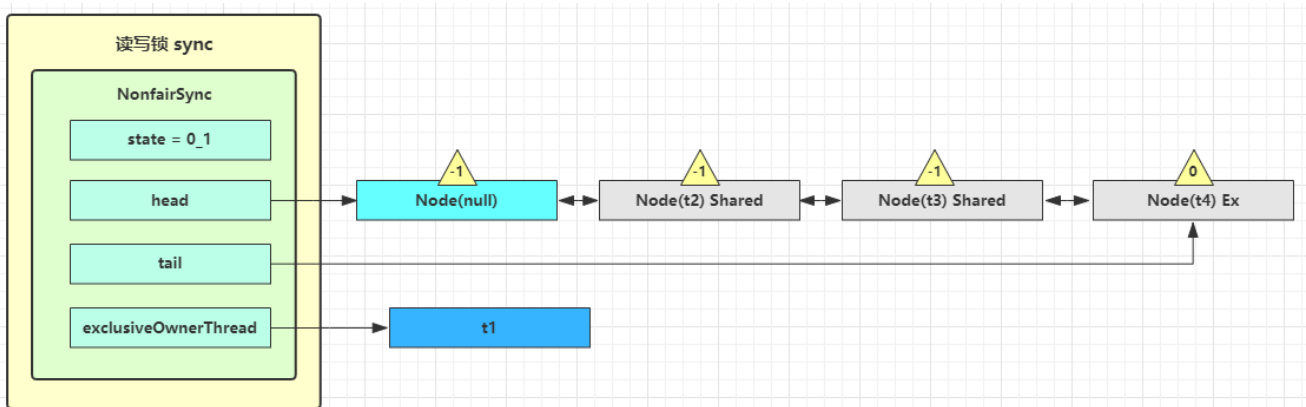 读写锁 sync
NonfairSync
state = 0_1
head
tail
exclusiveOwnerThread
-1
Node(null)
-1
Node(t2) Shared
-1
Node(t3) Shared
0
Node(t4) Ex
t1